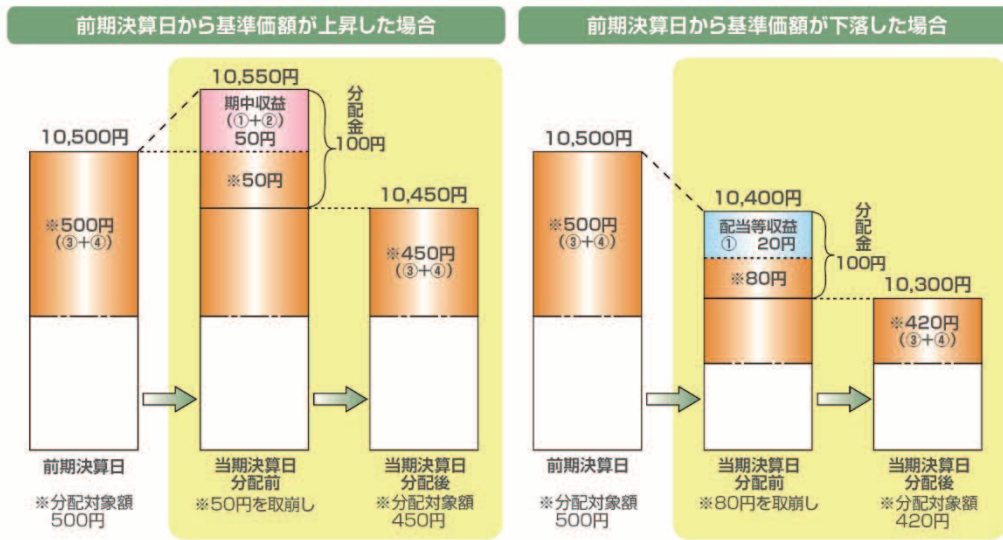 前期決算日から基準価額が上昇した場合
10,550円
期中収益
(①+②)
50円
分配金
100円
10,500円
※50円
10,450円
※500円
(③+④)
※450円
(③+④)
前期決算日
当期決算日
分配前
当期決算日
分配後
※分配対象額
500円
※50円を取崩し
※分配対象額
450円
前期決算日から基準価額が下落した場合
10,500円
10,400円
配当等収益
① 20円
分配金
100円
※500円
(③+④)
※80円
10,300円
※420円
(③+④)
前期決算日
当期決算日
分配前
当期決算日
分配後
※分配対象額
500円
※80円を取崩し
※分配対象額
420円